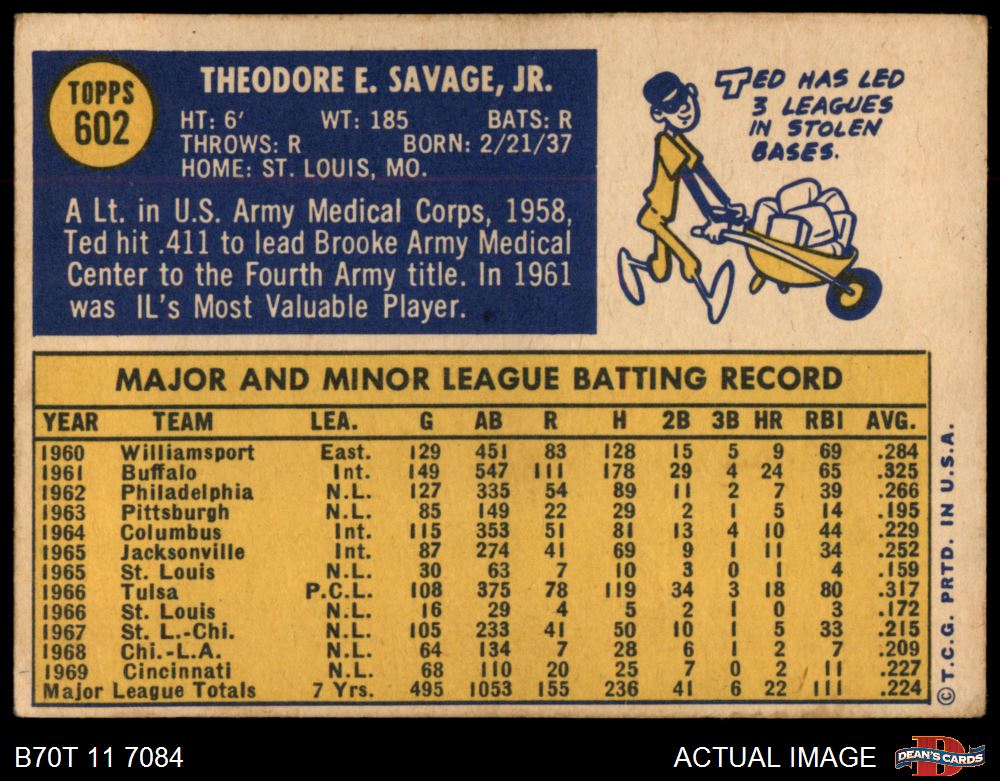 TOPPS
602
THEODORE E. SAVAGE, JR.
HT: 6' WT: 185 BATS: R
THROWS: R BORN: 2/21/37
HOME: ST. LOUIS, MO.
A Lt. in U.S. Army Medical Corps, 1958,
Ted hit .411 to lead Brooke Army Medical
Center to the Fourth Army title. In 1961
was IL's Most Valuable Player.
TED HAS LED
3 LEAGUES
IN STOLEN
BASES.
MAJOR AND MINOR LEAGUE BATTING RECORD
YEAR TEAM LEA. G AB R H 2B 3B HR RBI AVG.
1960 Williamsport East. 129 451 83 128 15 5 9 69 .284
1961 Buffalo Int. 149 547 111 178 29 4 24 65 .325
1962 Philadelphia N.L. 127 335 54 89 11 2 7 39 .266
1963 Pittsburgh N.L. 85 149 22 29 2 1 5 14 .195
1964 Columbus Int. 115 353 51 81 13 4 10 44 .229
1965 Jacksonville Int. 87 274 41 69 9 1 11 34 .252
1965 St. Louis N.L. 30 63 7 10 3 0 1 4 .159
1966 Tulsa P.C.L. 108 375 78 119 34 3 18 80 .317
1966 St. Louis N.L. 16 29 4 5 2 1 0 3 .172
1967 St. L.-Chi. N.L. 105 233 41 50 10 1 5 33 .215
1968 Chi.-L.A. N.L. 64 134 7 28 6 1 2 7 .209
1969 Cincinnati N.L. 68 110 20 25 7 0 2 11 .227
Major League Totals 7 Yrs. 495 1053 155 236 41 6 22 111 .224
© T.C.G. PRTD. IN U.S.A.
B70T 11 7084
ACTUAL IMAGE
D
DEAN'S CARDS